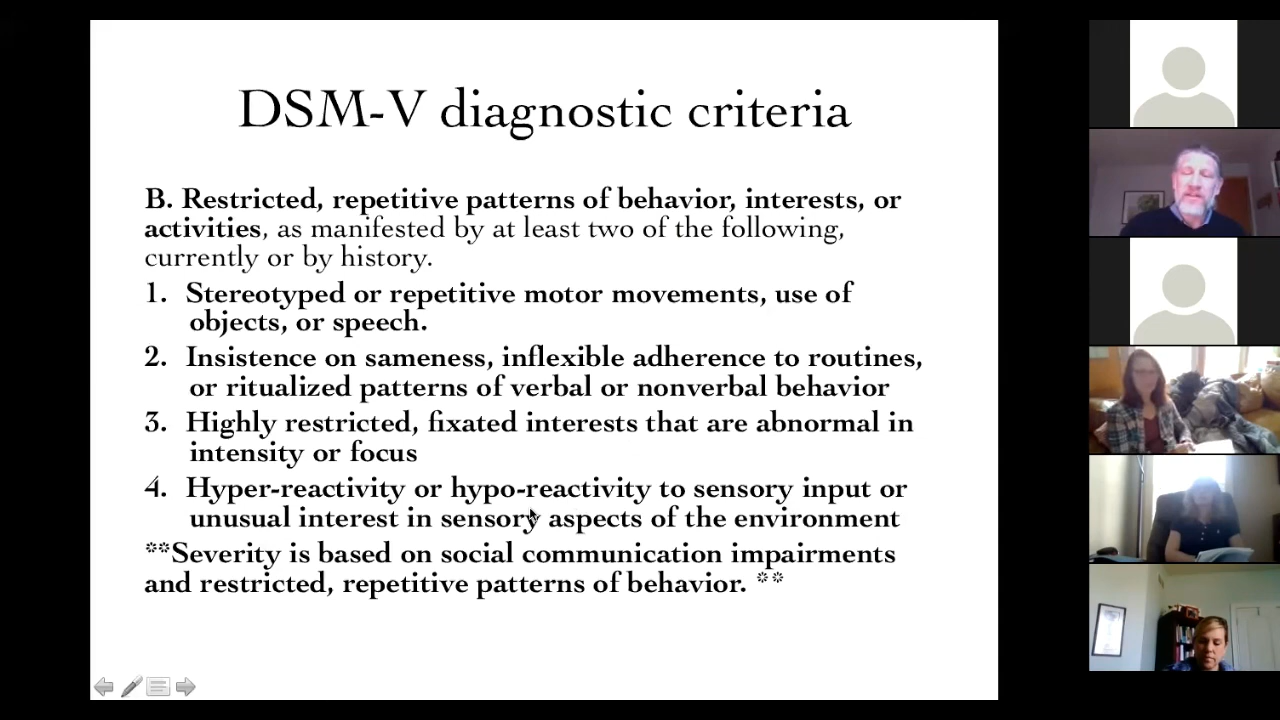 DSM-V diagnostic criteria
B. Restricted, repetitive patterns of behavior, interests, or
activities, as manifested by at least two of the following,
currently or by history.
1. Stereotyped or repetitive motor movements, use of
objects, or speech.
2. Insistence on sameness, inflexible adherence to routines,
or ritualized patterns of verbal or nonverbal behavior
3. Highly restricted, fixated interests that are abnormal in
intensity or focus
4. Hyper-reactivity or hypo-reactivity to sensory input or
unusual interest in sensory aspects of the environment
**Severity is based on social communication impairments
and restricted, repetitive patterns of behavior. **